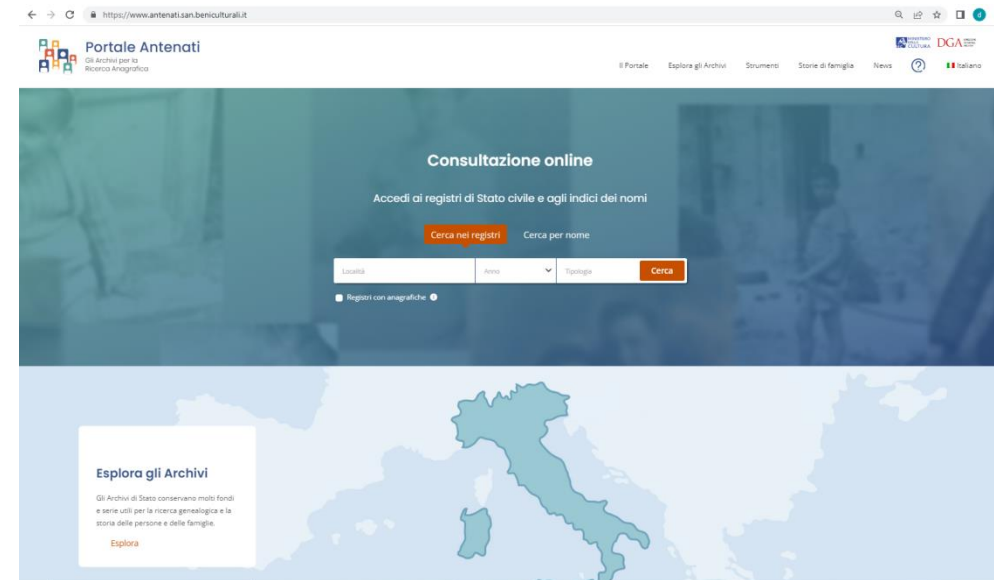 https://www.antenati.san.beniculturali.it
Portale Antenati
Gli Archivi per la
Ricerca Anagrafica
CULTURA
DGA
Il Portale
Esplora gli Archivi
Strumenti
Storie di famiglia
News
Italiano
Consultazione online
Accedi ai registri di Stato civile e agli indici dei nomi
Cerca nei registri
Cerca per nome
Località
Anno
Tipologia
Cerca
Registri con anagrafiche
Esplora gli Archivi
Gli Archivi di Stato conservano molti fondi
e serie utili per la ricerca genealogica e la
storia delle persone e delle famiglie.
Esplora